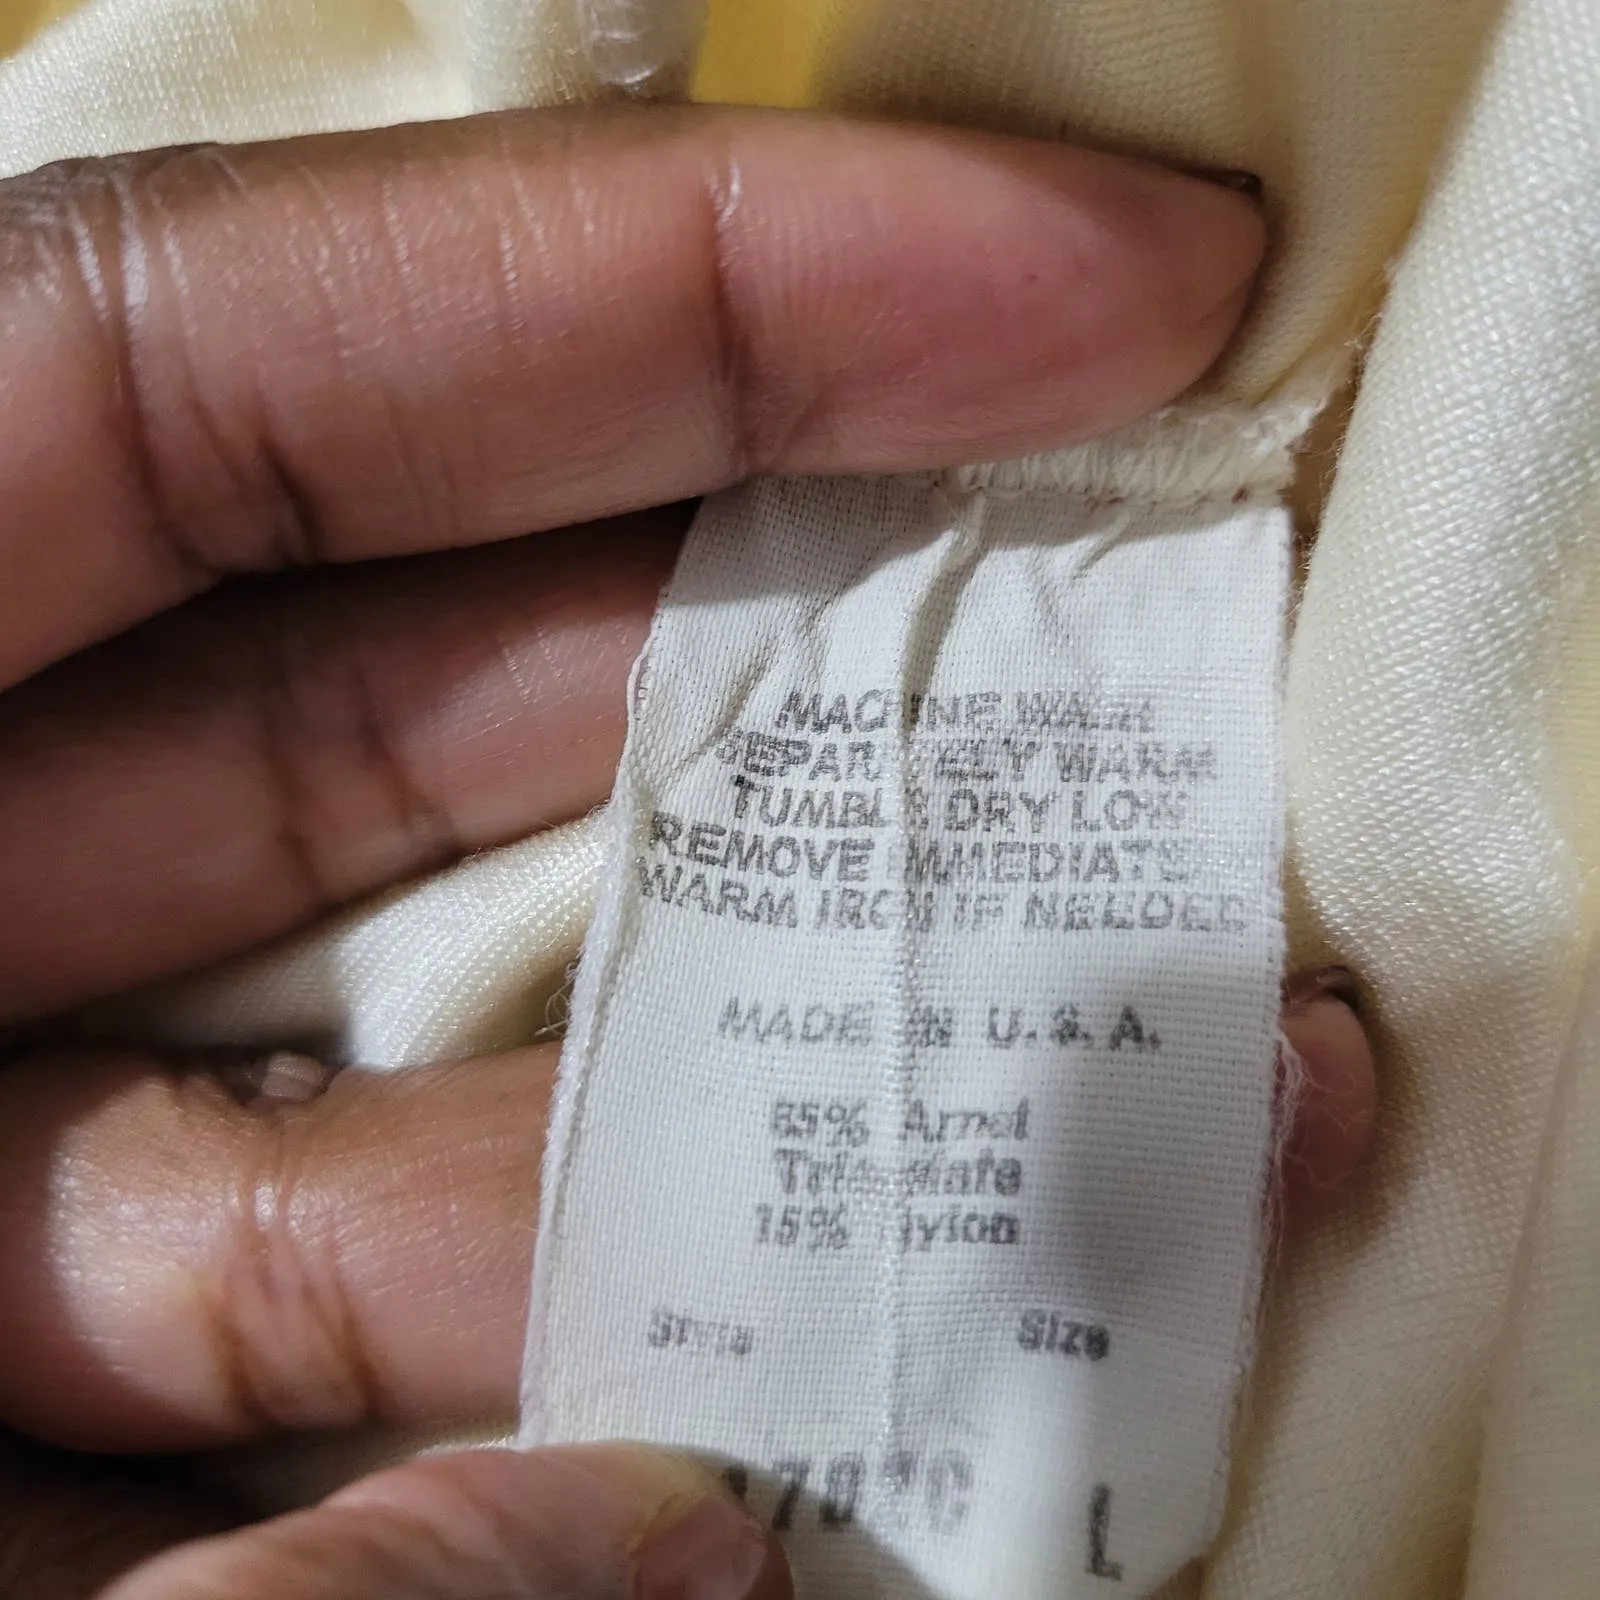 MACHINE WARM
SEPARATELY WARM
TUMBLE DRY LOW
REMOVE IMMEDIATE
WARM IRON IF NEEDED
MADE IN U.S.A.
85% Arnel
Triacetate
15% Nylon
Style Size
L